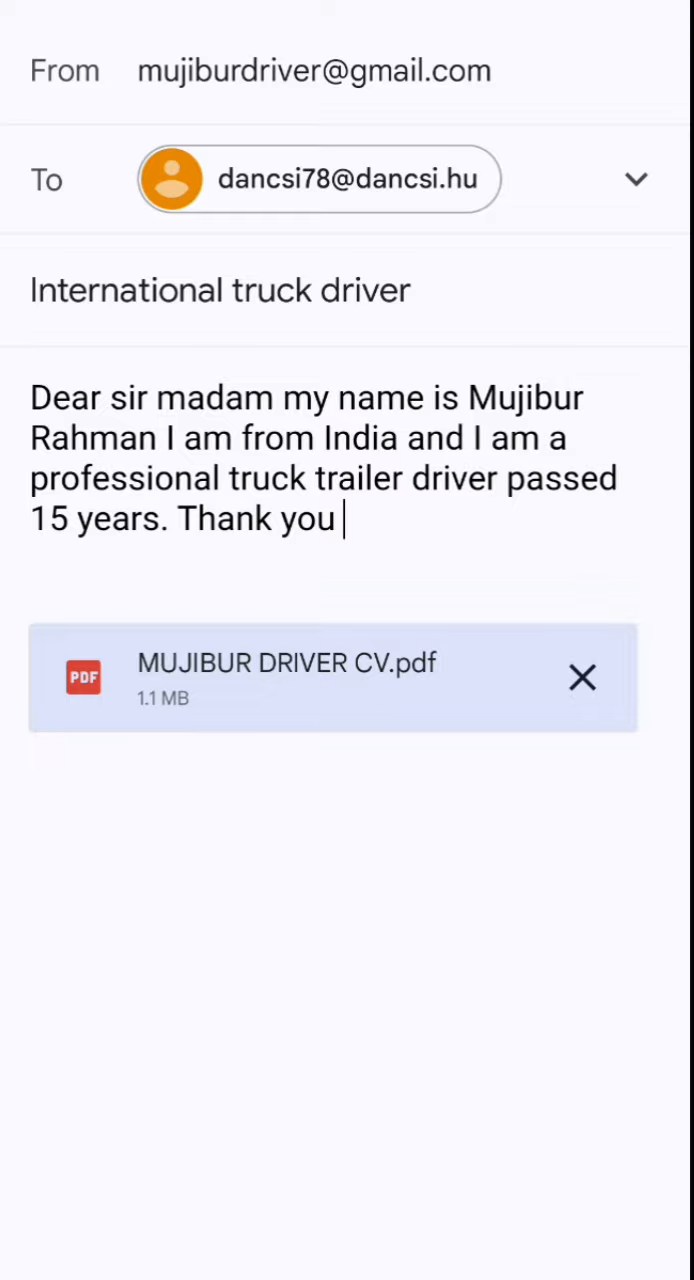 From mujiburdriver@gmail.com
To dancsi78@dancsi.hu
International truck driver
Dear sir madam my name is Mujibur
Rahman I am from India and I am a
professional truck trailer driver passed
15 years. Thank you
PDF MUJIBUR DRIVER CV.pdf
1.1 MB